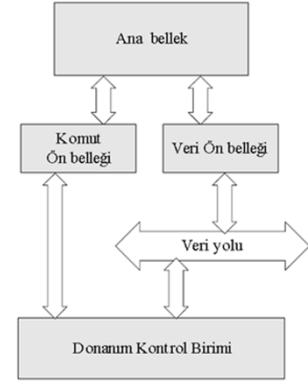 Ana bellek
Komut
Ön belleği
Veri Ön belleği
Veri yolu
Donanım Kontrol Birimi